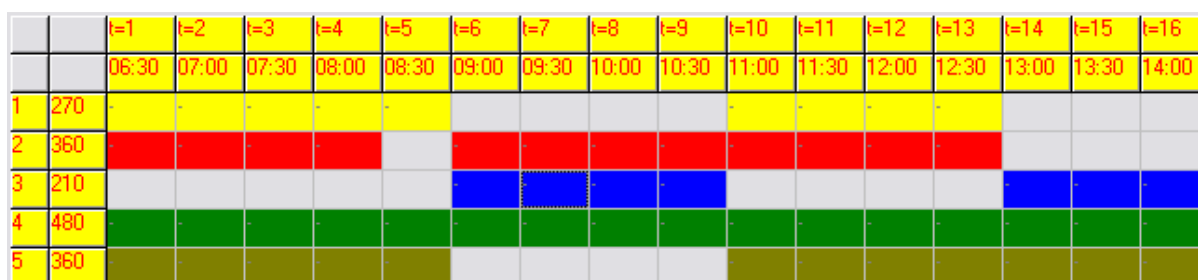 t=1 t=2 t=3 t=4 t=5 t=6 t=7 t=8 t=9 t=10 t=11 t=12 t=13 t=14 t=15 t=16
06:30 07:00 07:30 08:00 08:30 09:00 09:30 10:00 10:30 11:00 11:30 12:00 12:30 13:00 13:30 14:00
1 270 - - - - - - - - -
2 360 - - - - - - - - - - - -
3 210 - - - - - - -
4 480 - - - - - - - - - - - - - - - -
5 360 - - - - - - - - - - - -